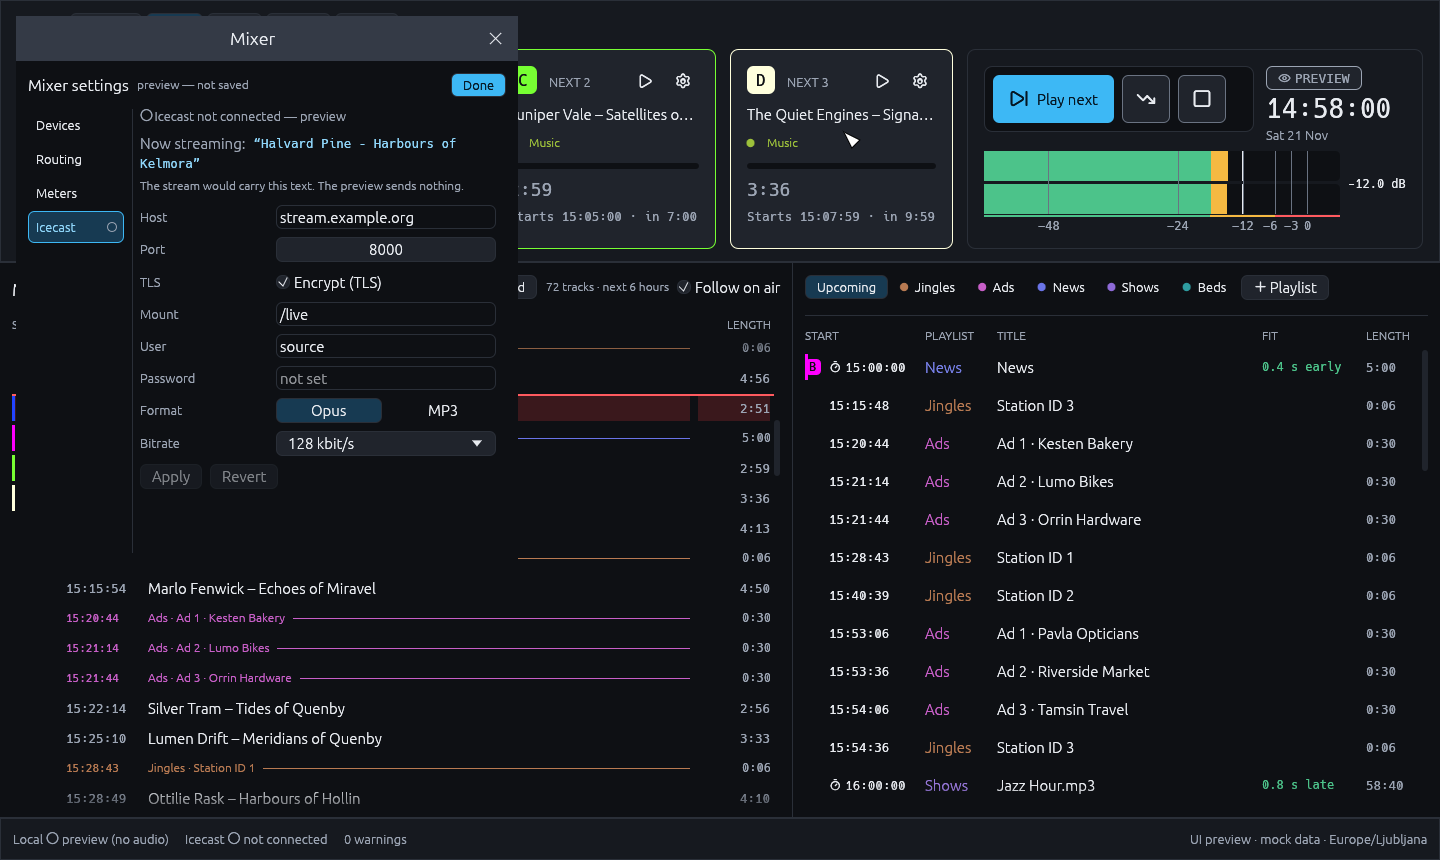 Mixer
Mixer settings preview — not saved Done
Devices
Routing
Meters
Icecast
Icecast not connected — preview
Now streaming: “Halvard Pine - Harbours of
Kelmora”
The stream would carry this text. The preview sends nothing.
Host stream.example.org
Port 8000
TLS Encrypt (TLS)
Mount /live
User source
Password not set
Format Opus MP3
Bitrate 128 kbit/s
Apply Revert
C NEXT 2
uniper Vale – Satellites o…
Music
:59
tarts 15:05:00 · in 7:00
D NEXT 3
The Quiet Engines – Signa…
Music
3:36
Starts 15:07:59 · in 9:59
Play next
PREVIEW
14:58:00
Sat 21 Nov
-12.0 dB
−48 −24 −12 −6 −3 0
d 72 tracks · next 6 hours Follow on air
LENGTH
0:06
4:56
2:51
5:00
2:59
3:36
4:13
0:06
15:15:54 Marlo Fenwick – Echoes of Miravel 4:50
15:20:44 Ads · Ad 1 · Kesten Bakery 0:30
15:21:14 Ads · Ad 2 · Lumo Bikes 0:30
15:21:44 Ads · Ad 3 · Orrin Hardware 0:30
15:22:14 Silver Tram – Tides of Quenby 2:56
15:25:10 Lumen Drift – Meridians of Quenby 3:33
15:28:43 Jingles · Station ID 1 0:06
15:28:49 Ottilie Rask – Harbours of Hollin 4:10
Upcoming Jingles Ads News Shows Beds + Playlist
START PLAYLIST TITLE FIT LENGTH
B 15:00:00 News News 0.4 s early 5:00
15:15:48 Jingles Station ID 3 0:06
15:20:44 Ads Ad 1 · Kesten Bakery 0:30
15:21:14 Ads Ad 2 · Lumo Bikes 0:30
15:21:44 Ads Ad 3 · Orrin Hardware 0:30
15:28:43 Jingles Station ID 1 0:06
15:40:39 Jingles Station ID 2 0:06
15:53:06 Ads Ad 1 · Pavla Opticians 0:30
15:53:36 Ads Ad 2 · Riverside Market 0:30
15:54:06 Ads Ad 3 · Tamsin Travel 0:30
15:54:36 Jingles Station ID 3 0:06
16:00:00 Shows Jazz Hour.mp3 0.8 s late 58:40
Local preview (no audio) Icecast not connected 0 warnings
UI preview · mock data · Europe/Ljubljana